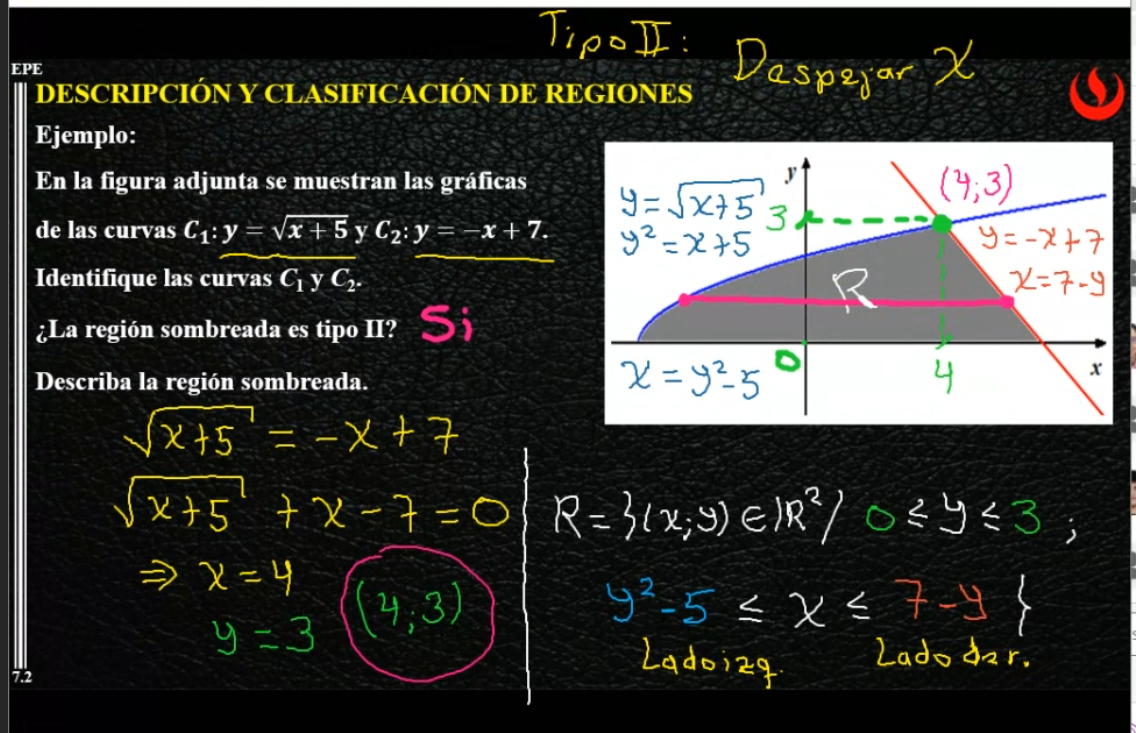 Tipo II: Despejar x
EPE
DESCRIPCIÓN Y CLASIFICACIÓN DE REGIONES
Ejemplo:
En la figura adjunta se muestran las gráficas
de las curvas C₁: y = √(x + 5) y C₂: y = −x + 7.
Identifique las curvas C₁ y C₂.
¿La región sombreada es tipo II? Si
Describa la región sombreada.
y
(4;3)
y = √(x+5)
3
y² = x+5
y = -x+7
x = 7-y
R
x = y²-5
0
4
x
√(x+5) = -x + 7
√(x+5) + x - 7 = 0
⇒ x = 4
y = 3
(4;3)
R = {(x;y) ∈ ℝ² / 0 ≤ y ≤ 3 ;
y²-5 ≤ x ≤ 7-y }
Lado izq. Lado der.
7.2